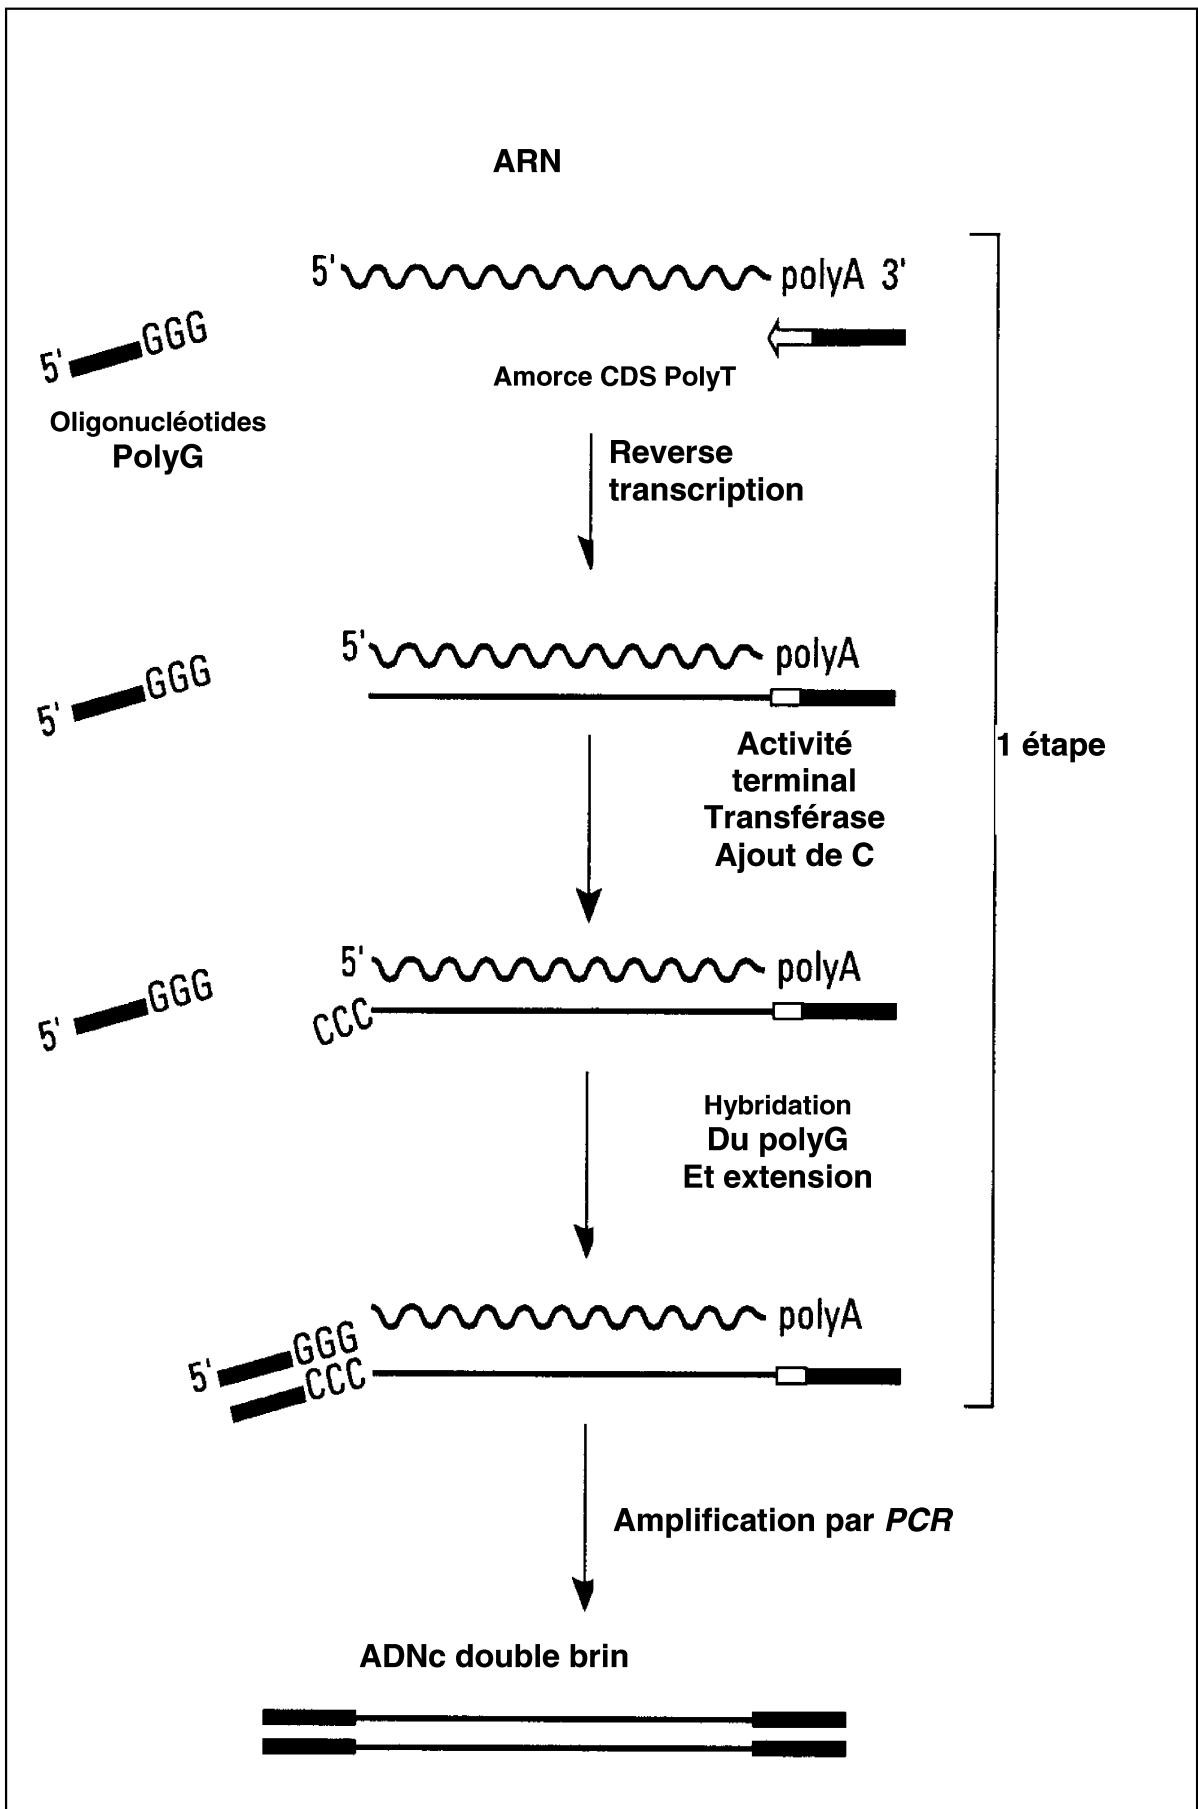 ARN
5' polyA 3'
5' GGG
Amorce CDS PolyT
Oligonucléotides
PolyG
Reverse
transcription
5' polyA
5' GGG
Activité
terminal
Transférase
Ajout de C
1 étape
5' polyA
5' GGG
CCC
Hybridation
Du polyG
Et extension
polyA
5' GGG
CCC
Amplification par PCR
ADNc double brin